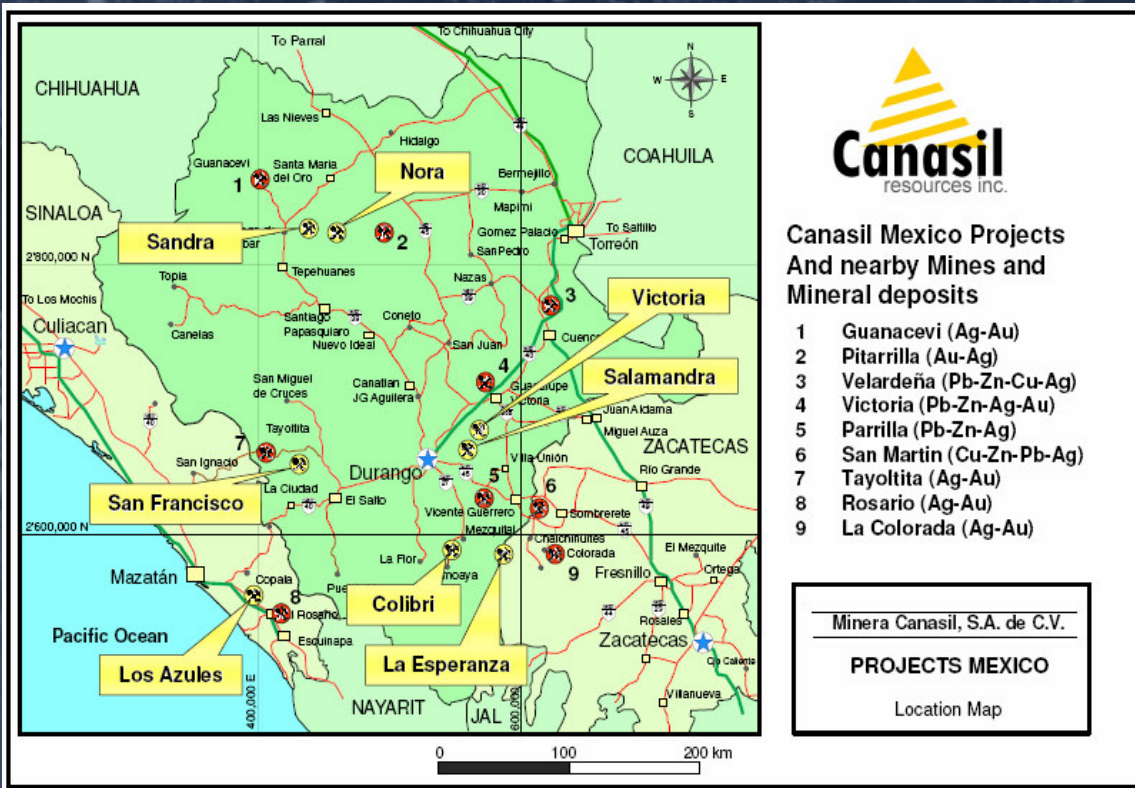 To Chihuahua City
To Parral
N
W
E
S
CHIHUAHUA
Las Nieves
45
Hidalgo
COAHUILA
Guanacevi
Santa Maria
del Oro
Nora
1
Bermejillo
30
Mapimi
SINALOA
Sandra
2
45
Gomez Palacio
To Saltillo
Torreón
San Pedro
2'800,000 N
Tepehuanes
Topia
Nazas
3
Victoria
To Los Mochis
Culiacan
Santiago
Papasquiaro
Canelas
Nuevo Ideal
Coneto
San Juan
Cuenc
4
Salamandra
San Miguel
de Cruces
Canatlan
JG Aguilera
Victoria
Juan Aldama
Miguel Auza
ZACATECAS
7
Tayoltita
San Ignacio
Durango
Villa Unión
Rio Grande
San Francisco
La Ciudad
40
El Salto
5
6
Vicente Guerrero
Sombrerete
45
2'600,000 N
Mezquital
Chalchihuites
La Flor
Colorada
9
El Mezquite
Ortega
Mazatán
Copala
Fresnillo
8
Colibri
Rosales
Pacific Ocean
Esquinapa
Zacatecas
Los Azules
La Esperanza
Villanueva
400,000 E
NAYARIT
JAL
600,000
0
100
200 km
Canasil
resources inc.
Canasil Mexico Projects
And nearby Mines and
Mineral deposits
1 Guanacevi (Ag-Au)
2 Pitarrilla (Au-Ag)
3 Velardeña (Pb-Zn-Cu-Ag)
4 Victoria (Pb-Zn-Ag-Au)
5 Parrilla (Pb-Zn-Ag)
6 San Martin (Cu-Zn-Pb-Ag)
7 Tayoltita (Ag-Au)
8 Rosario (Ag-Au)
9 La Colorada (Ag-Au)
Minera Canasil, S.A. de C.V.
PROJECTS MEXICO
Location Map